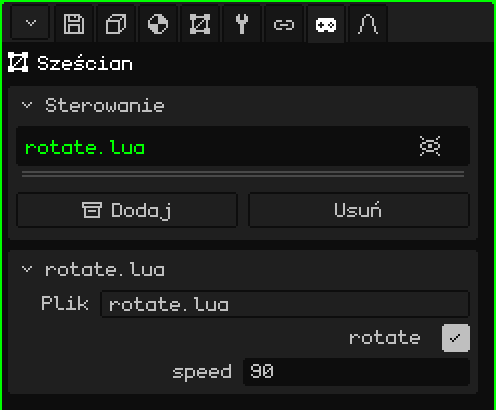 Sześcian
Sterowanie
rotate.lua
Dodaj
Usuń
rotate.lua
Plik rotate.lua
rotate
speed 90